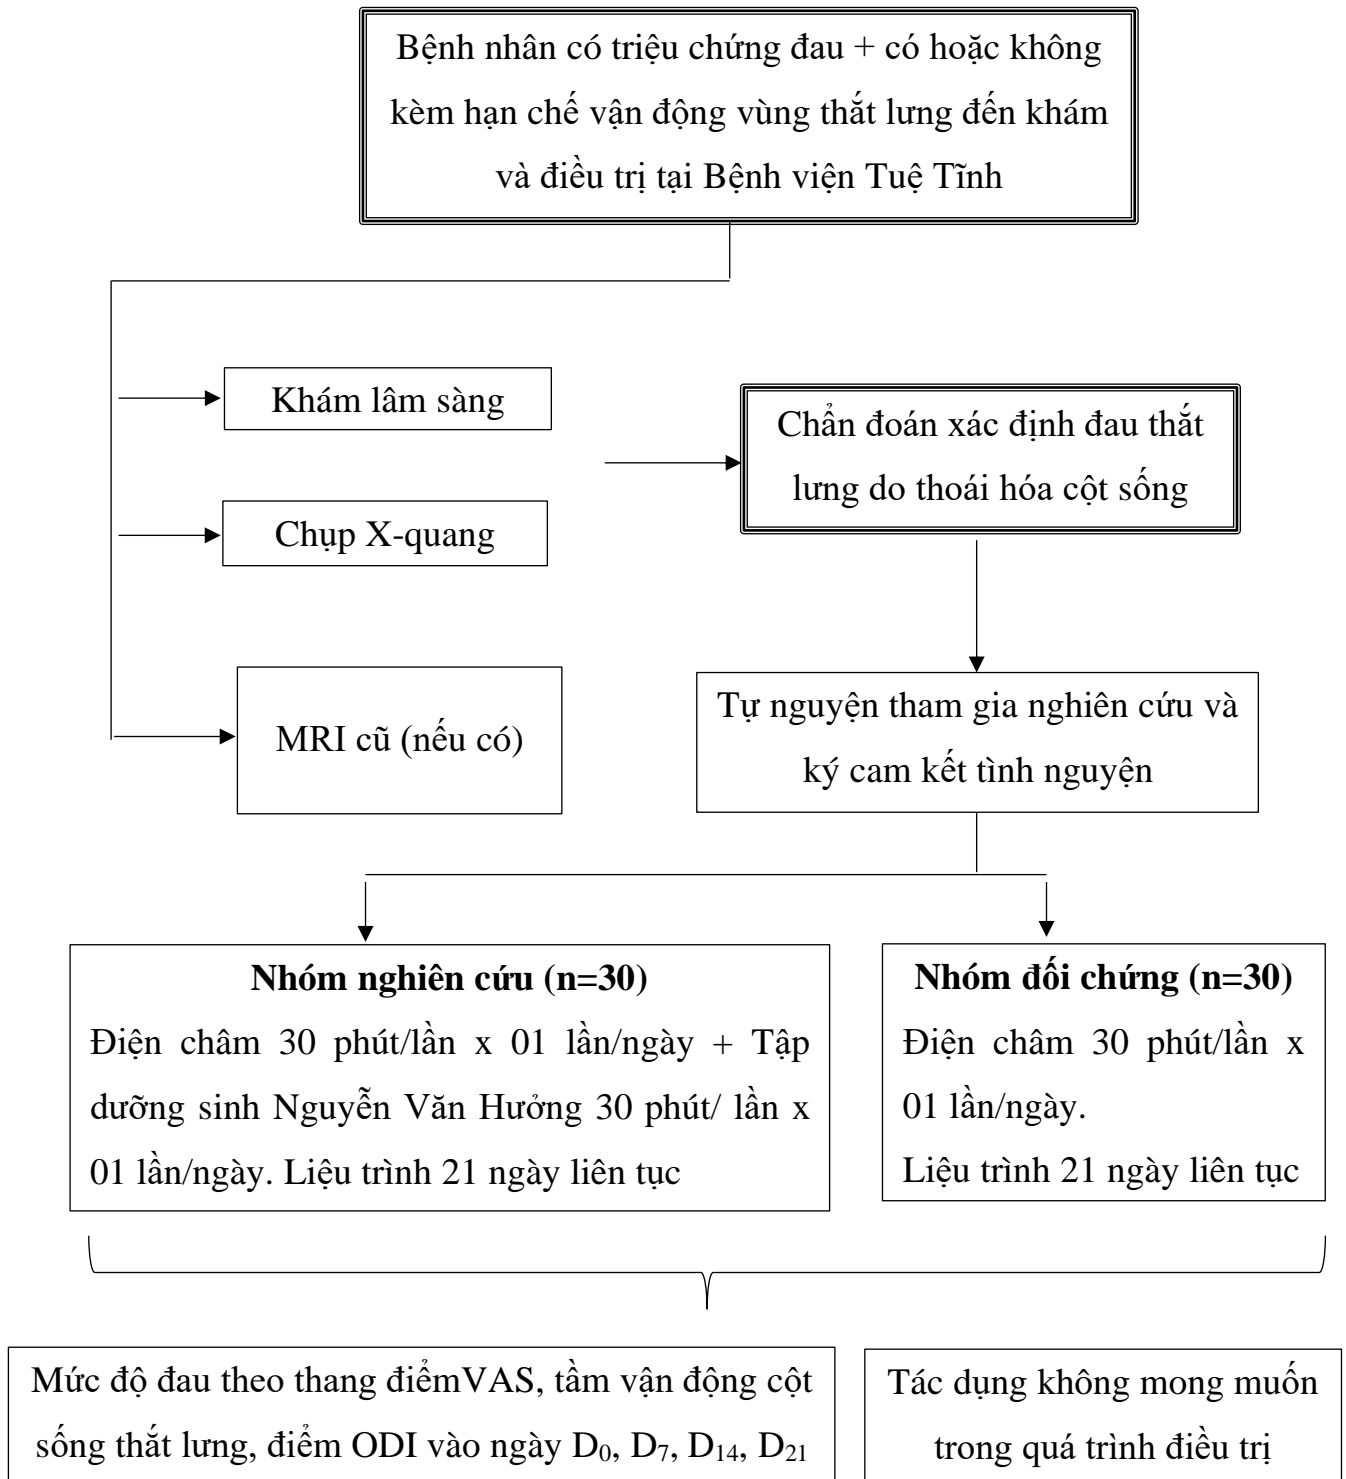 Bệnh nhân có triệu chứng đau + có hoặc không
kèm hạn chế vận động vùng thắt lưng đến khám
và điều trị tại Bệnh viện Tuệ Tĩnh
Khám lâm sàng
Chẩn đoán xác định đau thắt
lưng do thoái hóa cột sống
Chụp X-quang
MRI cũ (nếu có)
Tự nguyện tham gia nghiên cứu và
ký cam kết tình nguyện
Nhóm nghiên cứu (n=30)
Điện châm 30 phút/lần x 01 lần/ngày + Tập
dưỡng sinh Nguyễn Văn Hưởng 30 phút/ lần x
01 lần/ngày. Liệu trình 21 ngày liên tục
Nhóm đối chứng (n=30)
Điện châm 30 phút/lần x
01 lần/ngày.
Liệu trình 21 ngày liên tục
Mức độ đau theo thang điểmVAS, tầm vận động cột
sống thắt lưng, điểm ODI vào ngày D₀, D₇, D₁₄, D₂₁
Tác dụng không mong muốn
trong quá trình điều trị